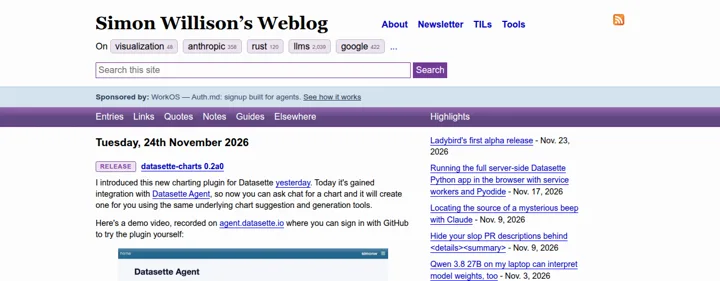 Simon Willison's Weblog
About Newsletter TILs Tools
On visualization 48 anthropic 358 rust 120 llms 2,039 google 422 ...
Search this site Search
Sponsored by: WorkOS — Auth.md: signup built for agents. See how it works
Entries Links Quotes Notes Guides Elsewhere
Highlights
Tuesday, 24th November 2026
RELEASE datasette-charts 0.2a0
I introduced this new charting plugin for Datasette yesterday. Today it's gained
integration with Datasette Agent, so now you can ask chat for a chart and it will create
one for you using the same underlying chart suggestion and generation tools.
Here's a demo video, recorded on agent.datasette.io where you can sign in with GitHub
to try the plugin yourself:
home simonw
Datasette Agent
Ladybird's first alpha release - Nov. 23,
2026
Running the full server-side Datasette
Python app in the browser with service
workers and Pyodide - Nov. 17, 2026
Locating the source of a mysterious beep
with Claude - Nov. 9, 2026
Hide your slop PR descriptions behind
<details><summary> - Nov. 9, 2026
Qwen 3.8 27B on my laptop can interpret
model weights, too - Nov. 3, 2026